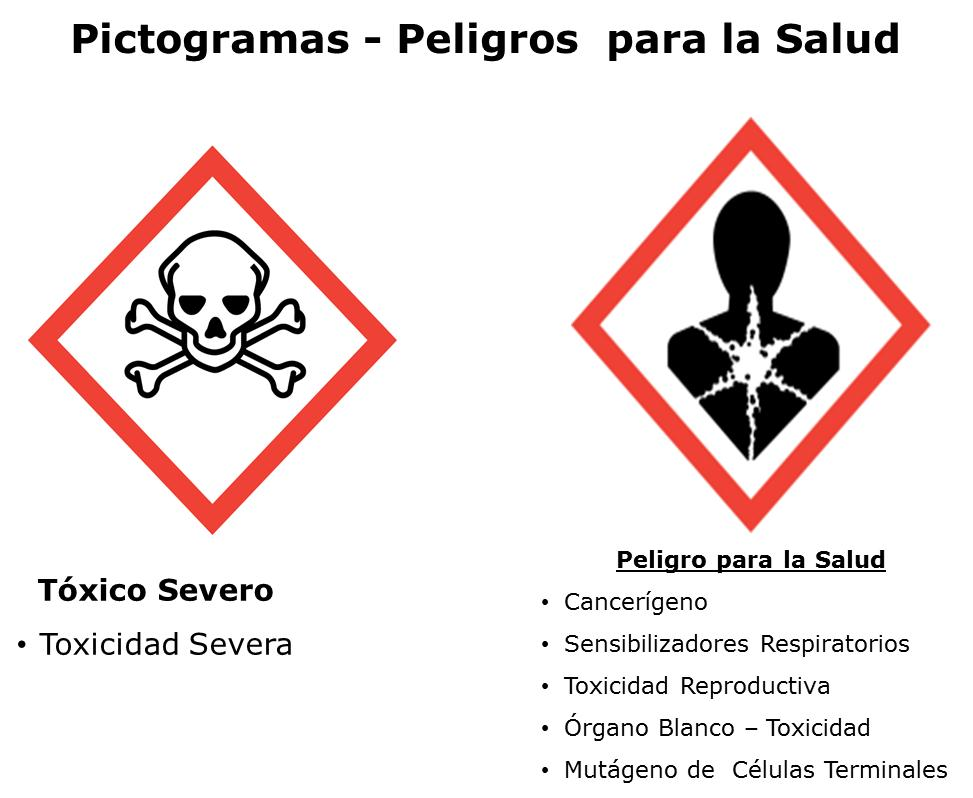 Pictogramas - Peligros para la Salud
Tóxico Severo
• Toxicidad Severa
Peligro para la Salud
• Cancerígeno
• Sensibilizadores Respiratorios
• Toxicidad Reproductiva
• Órgano Blanco – Toxicidad
• Mutágeno de Células Terminales